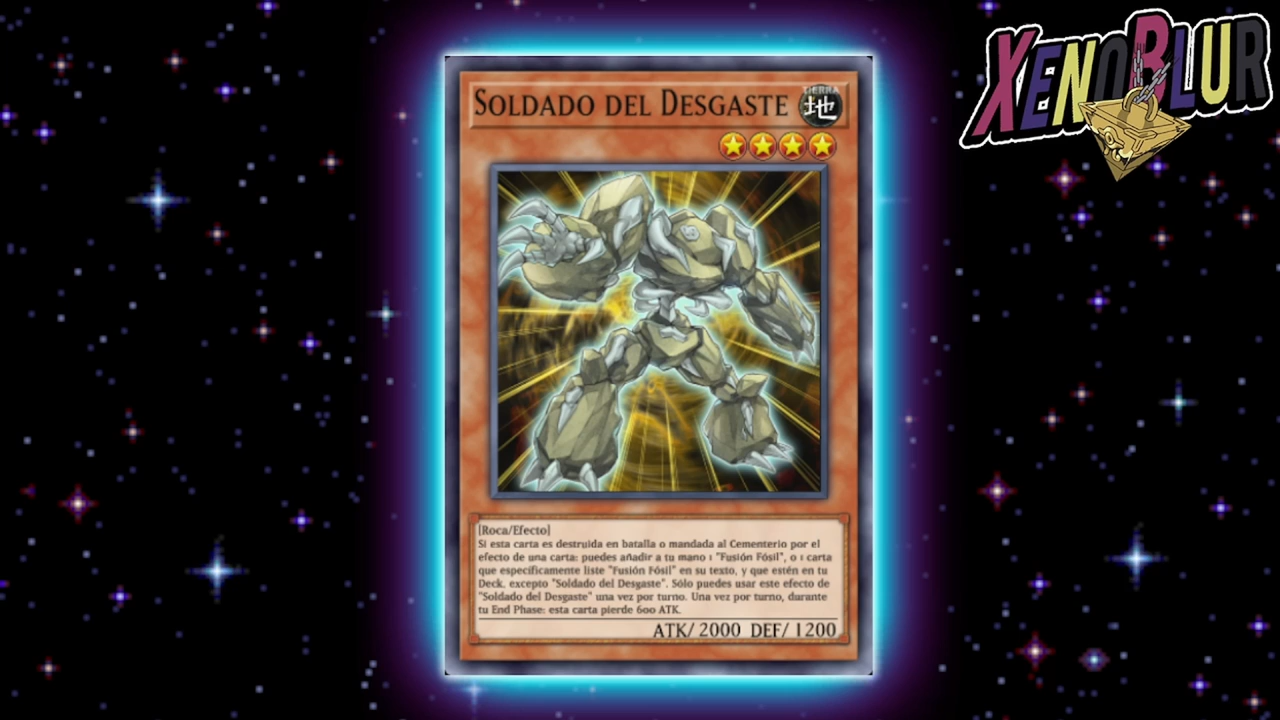 XENOBLUR
SOLDADO DEL DESGASTE
TIERRA
地
[Roca/Efecto]
Si esta carta es destruida en batalla o mandada al Cementerio por el
efecto de una carta: puedes añadir a tu mano 1 "Fusión Fósil", o 1 carta
que específicamente liste "Fusión Fósil" en su texto, y que estén en tu
Deck, excepto "Soldado del Desgaste". Sólo puedes usar este efecto de
"Soldado del Desgaste" una vez por turno. Una vez por turno, durante
tu End Phase: esta carta pierde 600 ATK.
ATK/ 2000 DEF/ 1200